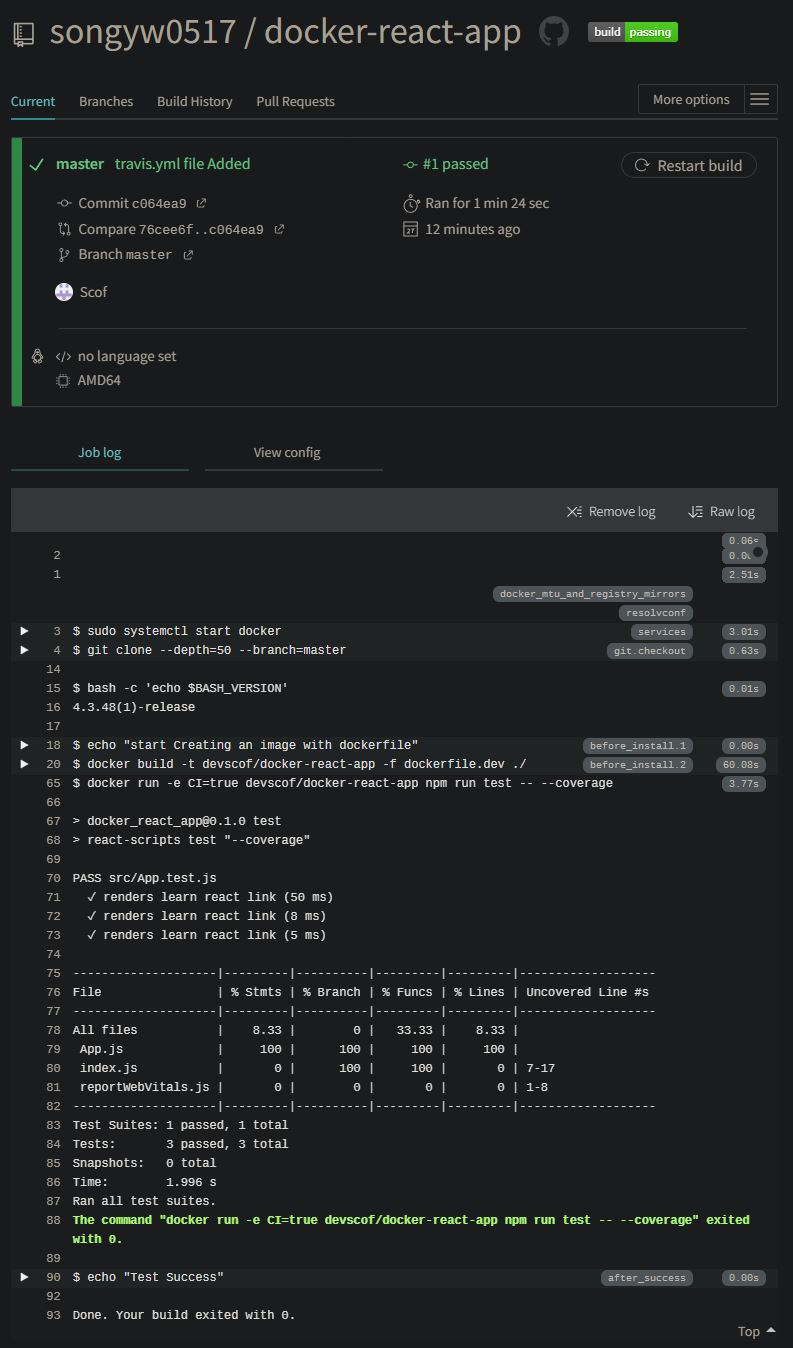 songyw0517 / docker-react-app build passing
Current Branches Build History Pull Requests More options
master travis.yml file Added #1 passed Restart build
Commit c064ea9 Ran for 1 min 24 sec
Compare 76cee6f..c064ea9 12 minutes ago
Branch master
Scof
no language set
AMD64
Job log View config
Remove log Raw log
0.06s
2
1 2.51s
docker_mtu_and_registry_mirrors
resolvconf
3 $ sudo systemctl start docker services 3.01s
4 $ git clone --depth=50 --branch=master git.checkout 0.63s
14
15 $ bash -c 'echo $BASH_VERSION' 0.01s
16 4.3.48(1)-release
17
18 $ echo "start Creating an image with dockerfile" before_install.1 0.00s
20 $ docker build -t devscof/docker-react-app -f dockerfile.dev ./ before_install.2 60.08s
65 $ docker run -e CI=true devscof/docker-react-app npm run test -- --coverage 3.77s
66
67 > docker_react_app@0.1.0 test
68 > react-scripts test "--coverage"
69
70 PASS src/App.test.js
71 ✓ renders learn react link (50 ms)
72 ✓ renders learn react link (8 ms)
73 ✓ renders learn react link (5 ms)
74
75 --------------------|---------|----------|---------|---------|-------------------
76 File | % Stmts | % Branch | % Funcs | % Lines | Uncovered Line #s
77 --------------------|---------|----------|---------|---------|-------------------
78 All files | 8.33 | 0 | 33.33 | 8.33 |
79 App.js | 100 | 100 | 100 | 100 |
80 index.js | 0 | 100 | 100 | 0 | 7-17
81 reportWebVitals.js | 0 | 0 | 0 | 0 | 1-8
82 --------------------|---------|----------|---------|---------|-------------------
83 Test Suites: 1 passed, 1 total
84 Tests: 3 passed, 3 total
85 Snapshots: 0 total
86 Time: 1.996 s
87 Ran all test suites.
88 The command "docker run -e CI=true devscof/docker-react-app npm run test -- --coverage" exited
with 0.
89
90 $ echo "Test Success" after_success 0.00s
92
93 Done. Your build exited with 0.
Top